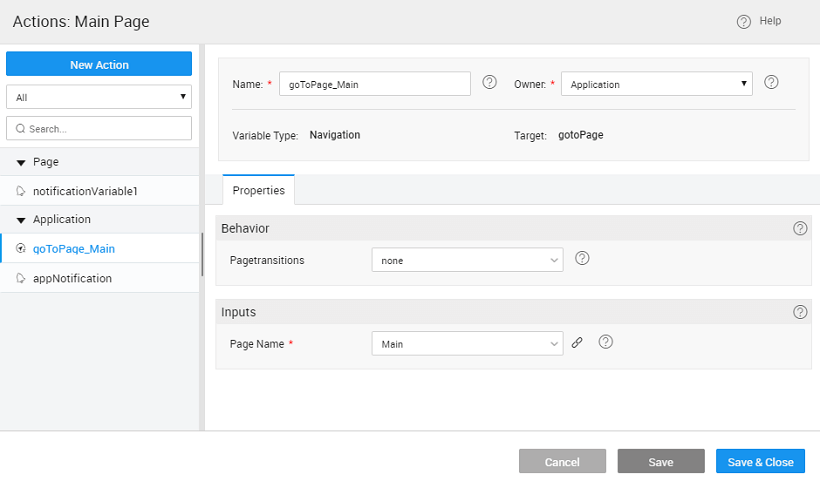 Actions: Main Page
Help
New Action
All
Search...
Page
notificationVariable1
Application
goToPage_Main
appNotification
Name: * goToPage_Main
Owner: * Application
Variable Type: Navigation
Target: gotoPage
Properties
Behavior
Pagetransitions none
Inputs
Page Name * Main
Cancel
Save
Save & Close